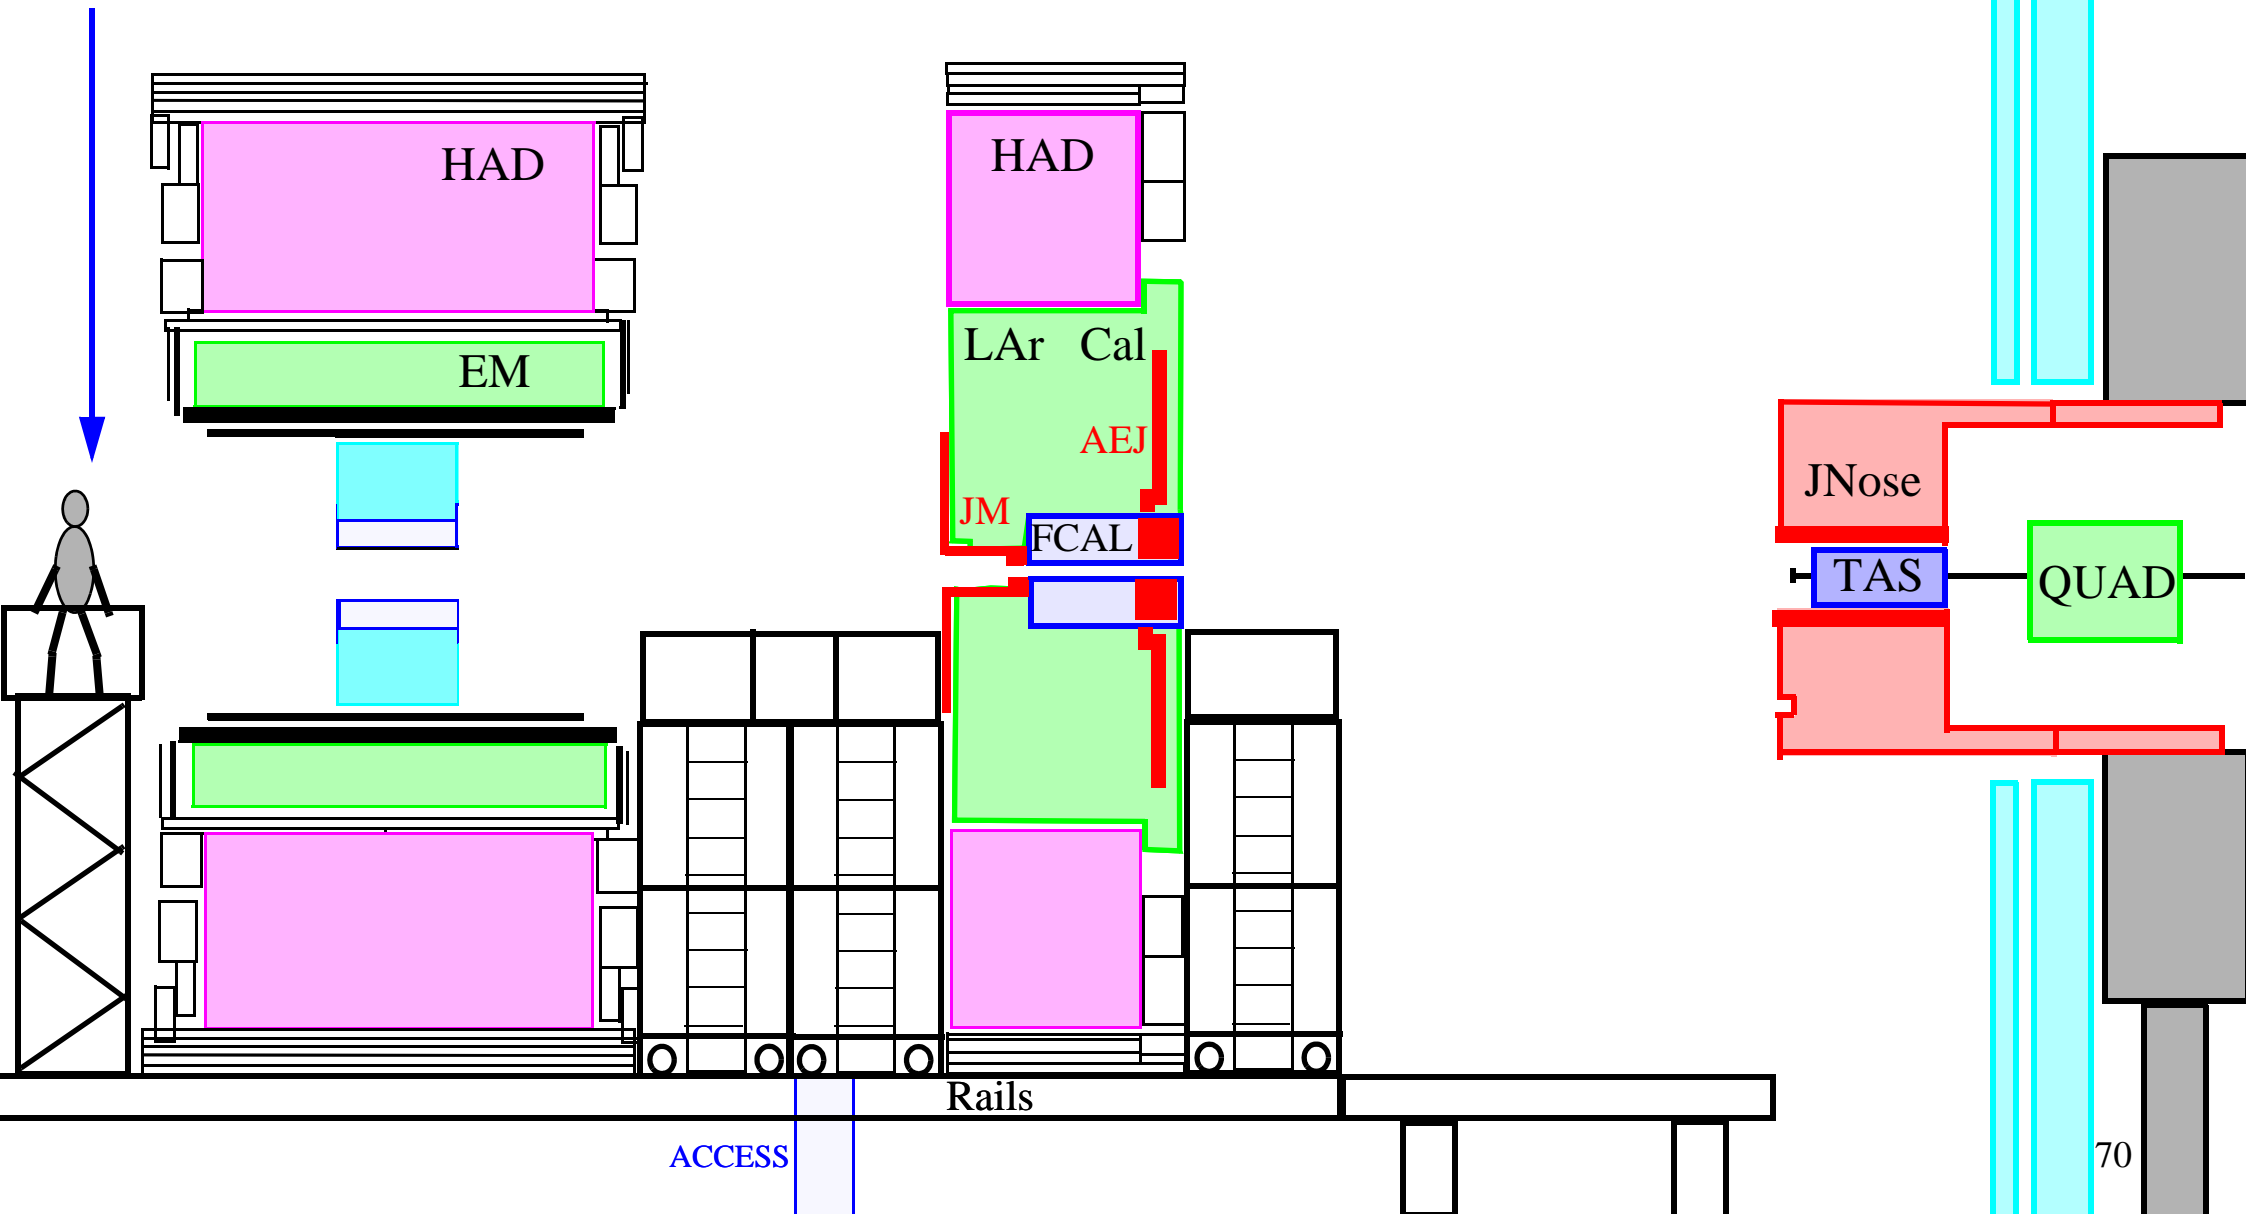 HAD
HAD
LAr Cal
EM
AEJ
JM
FCAL
JNose
TAS
QUAD
Rails
ACCESS
70